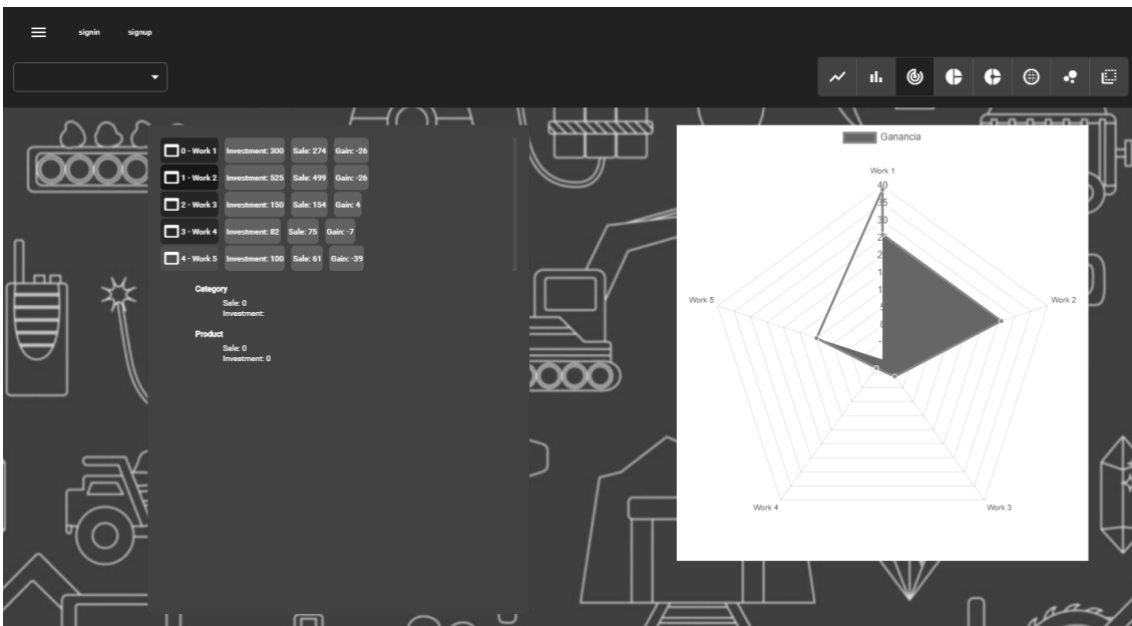 signin signup
0 - Work 1 Investment: 300 Sale: 274 Gain: -26
1 - Work 2 Investment: 525 Sale: 499 Gain: -26
2 - Work 3 Investment: 150 Sale: 154 Gain: 4
3 - Work 4 Investment: 82 Sale: 75 Gain: -7
4 - Work 5 Investment: 100 Sale: 61 Gain: -39
Category
Sale: 0
Investment:
Product
Sale: 0
Investment: 0
Ganancia
Work 1
40
35
30
Work 5
Work 2
Work 4
Work 3